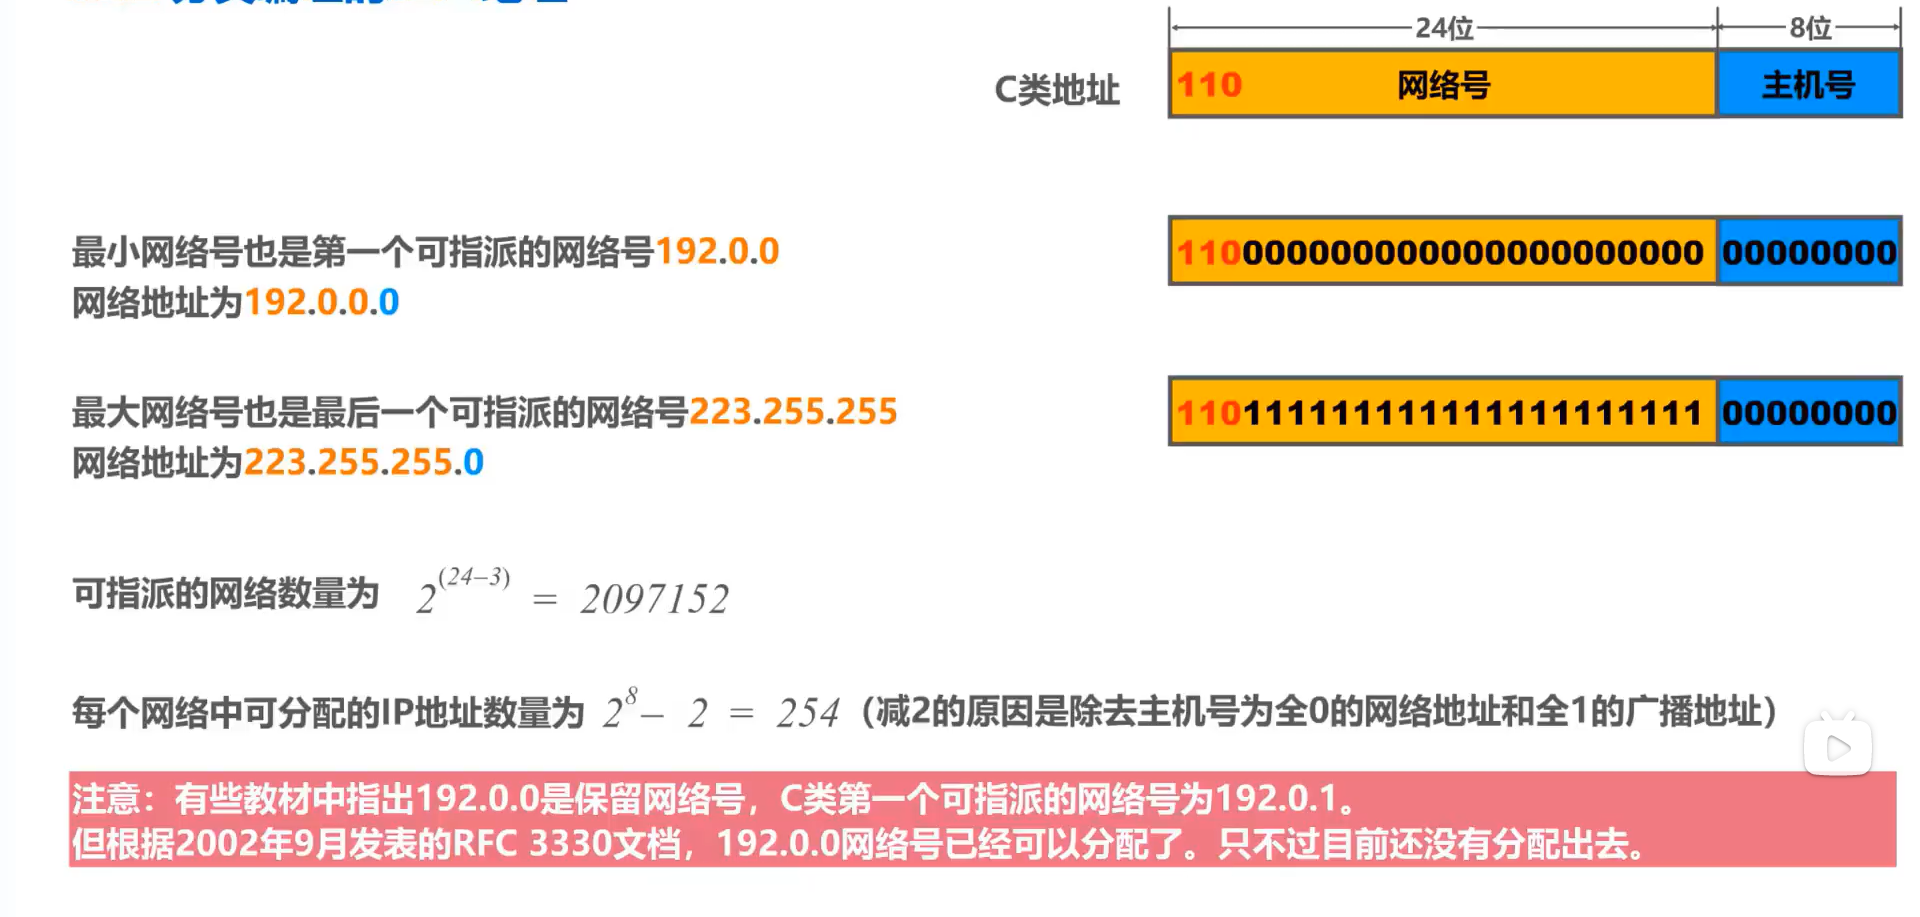 24位 8位
C类地址 110 网络号 主机号
最小网络号也是第一个可指派的网络号192.0.0
网络地址为192.0.0.0
110000000000000000000000 00000000
最大网络号也是最后一个可指派的网络号223.255.255
网络地址为223.255.255.0
110111111111111111111111 00000000
可指派的网络数量为 2^(24-3) = 2097152
每个网络中可分配的IP地址数量为 2^8 - 2 = 254（减2的原因是除去主机号为全0的网络地址和全1的广播地址）
注意：有些教材中指出192.0.0是保留网络号，C类第一个可指派的网络号为192.0.1。
但根据2002年9月发表的RFC 3330文档，192.0.0网络号已经可以分配了。只不过目前还没有分配出去。